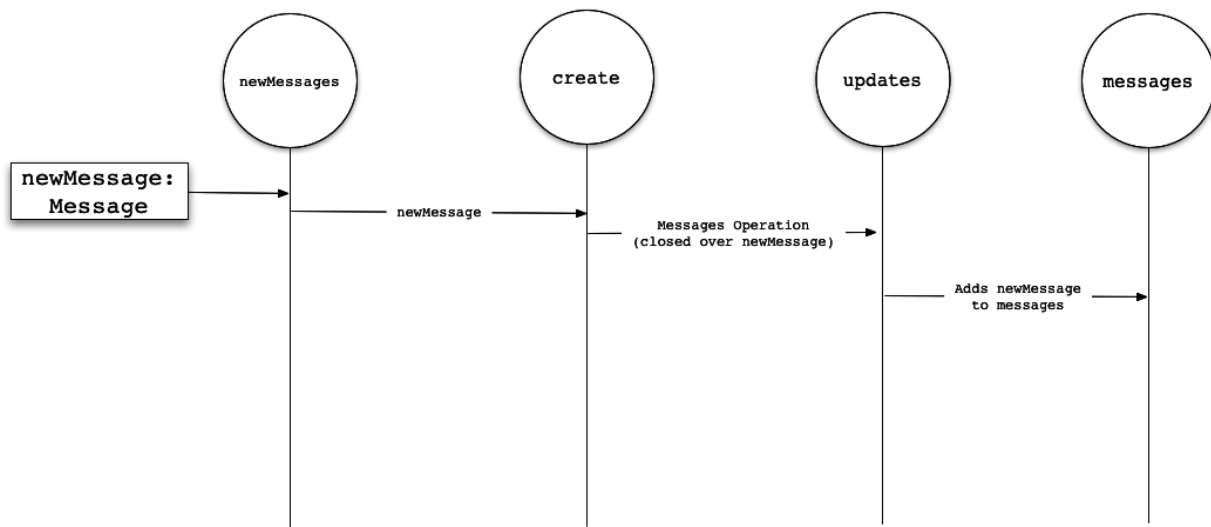 newMessages
create
updates
messages
newMessage:
Message
newMessage
Messages Operation
(closed over newMessage)
Adds newMessage
to messages